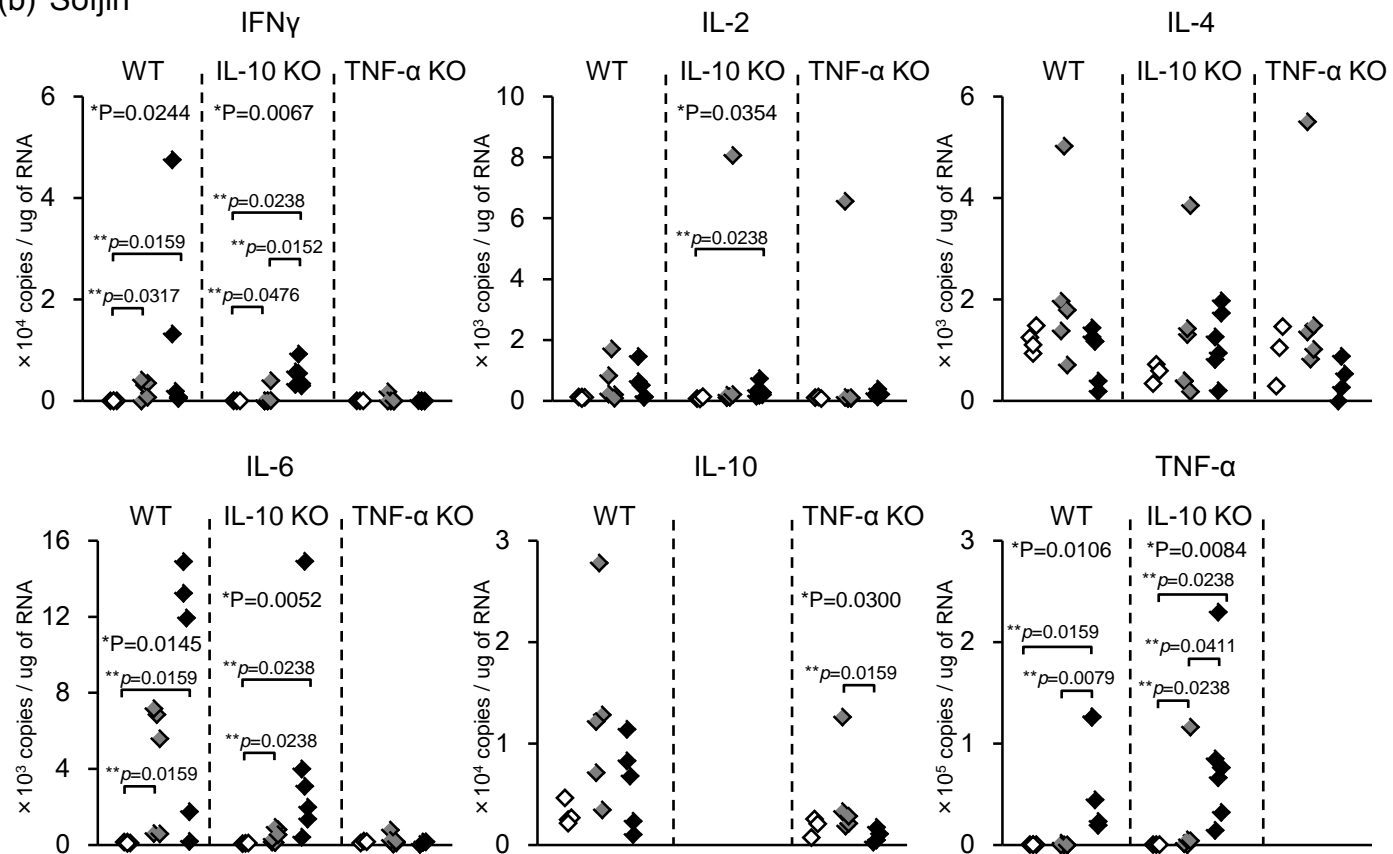 (b) Sofjin
IFNγ
IL-2
IL-4
WT IL-10 KO TNF-α KO
WT IL-10 KO TNF-α KO
WT IL-10 KO TNF-α KO
×10⁴ copies / ug of RNA
6
4
2
0
*P=0.0244
**p=0.0159
**p=0.0317
*P=0.0067
**p=0.0238
**p=0.0152
**p=0.0476
×10³ copies / ug of RNA
10
8
6
4
2
0
*P=0.0354
**p=0.0238
×10³ copies / ug of RNA
6
4
2
0
IL-6
IL-10
TNF-α
WT IL-10 KO TNF-α KO
WT TNF-α KO
WT IL-10 KO
×10³ copies / ug of RNA
16
12
8
4
0
*P=0.0145
**p=0.0159
**p=0.0159
*P=0.0052
**p=0.0238
**p=0.0238
×10⁴ copies / ug of RNA
3
2
1
0
*P=0.0300
**p=0.0159
×10⁵ copies / ug of RNA
3
2
1
0
*P=0.0106
**p=0.0159
**p=0.0079
*P=0.0084
**p=0.0238
**p=0.0411
**p=0.0238